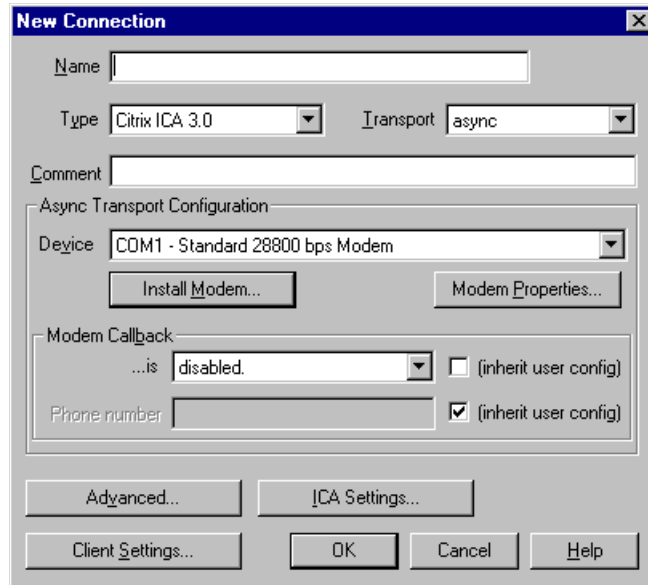 New Connection
Name
Type Citrix ICA 3.0 Transport async
Comment
Async Transport Configuration
Device COM1 - Standard 28800 bps Modem
Install Modem... Modem Properties...
Modem Callback
...is disabled. (inherit user config)
Phone number (inherit user config)
Advanced... ICA Settings...
Client Settings... OK Cancel Help